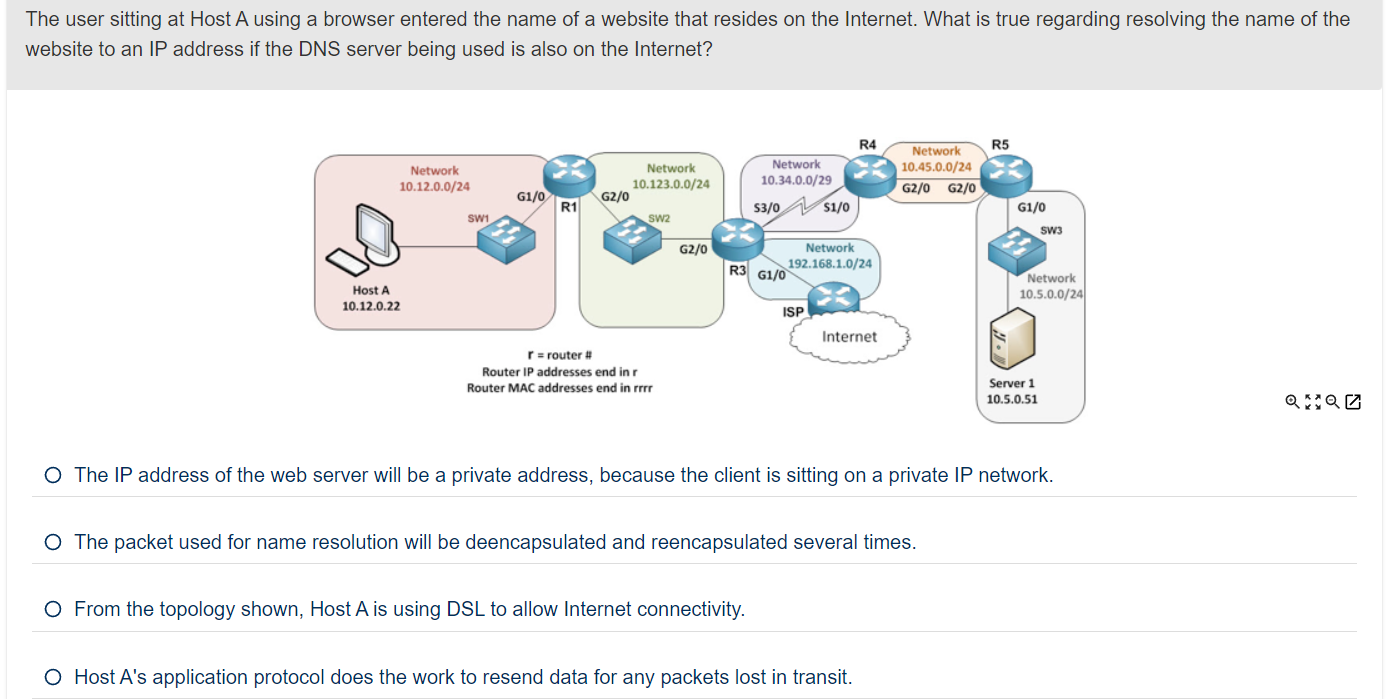 The user sitting at Host A using a browser entered the name of a website that resides on the Internet. What is true regarding resolving the name of the
website to an IP address if the DNS server being used is also on the Internet?
Network
10.12.0.0/24
SW1
G1/0
R1
Host A
10.12.0.22
Network
10.123.0.0/24
G2/0
SW2
G2/0
R3
Network
10.34.0.0/29
S3/0
S1/0
R4
Network
10.45.0.0/24
G2/0 G2/0
R5
G1/0
SW3
Network
10.5.0.0/24
Server 1
10.5.0.51
Network
192.168.1.0/24
G1/0
ISP
Internet
r = router #
Router IP addresses end in r
Router MAC addresses end in rrrr
The IP address of the web server will be a private address, because the client is sitting on a private IP network.
The packet used for name resolution will be deencapsulated and reencapsulated several times.
From the topology shown, Host A is using DSL to allow Internet connectivity.
Host A's application protocol does the work to resend data for any packets lost in transit.